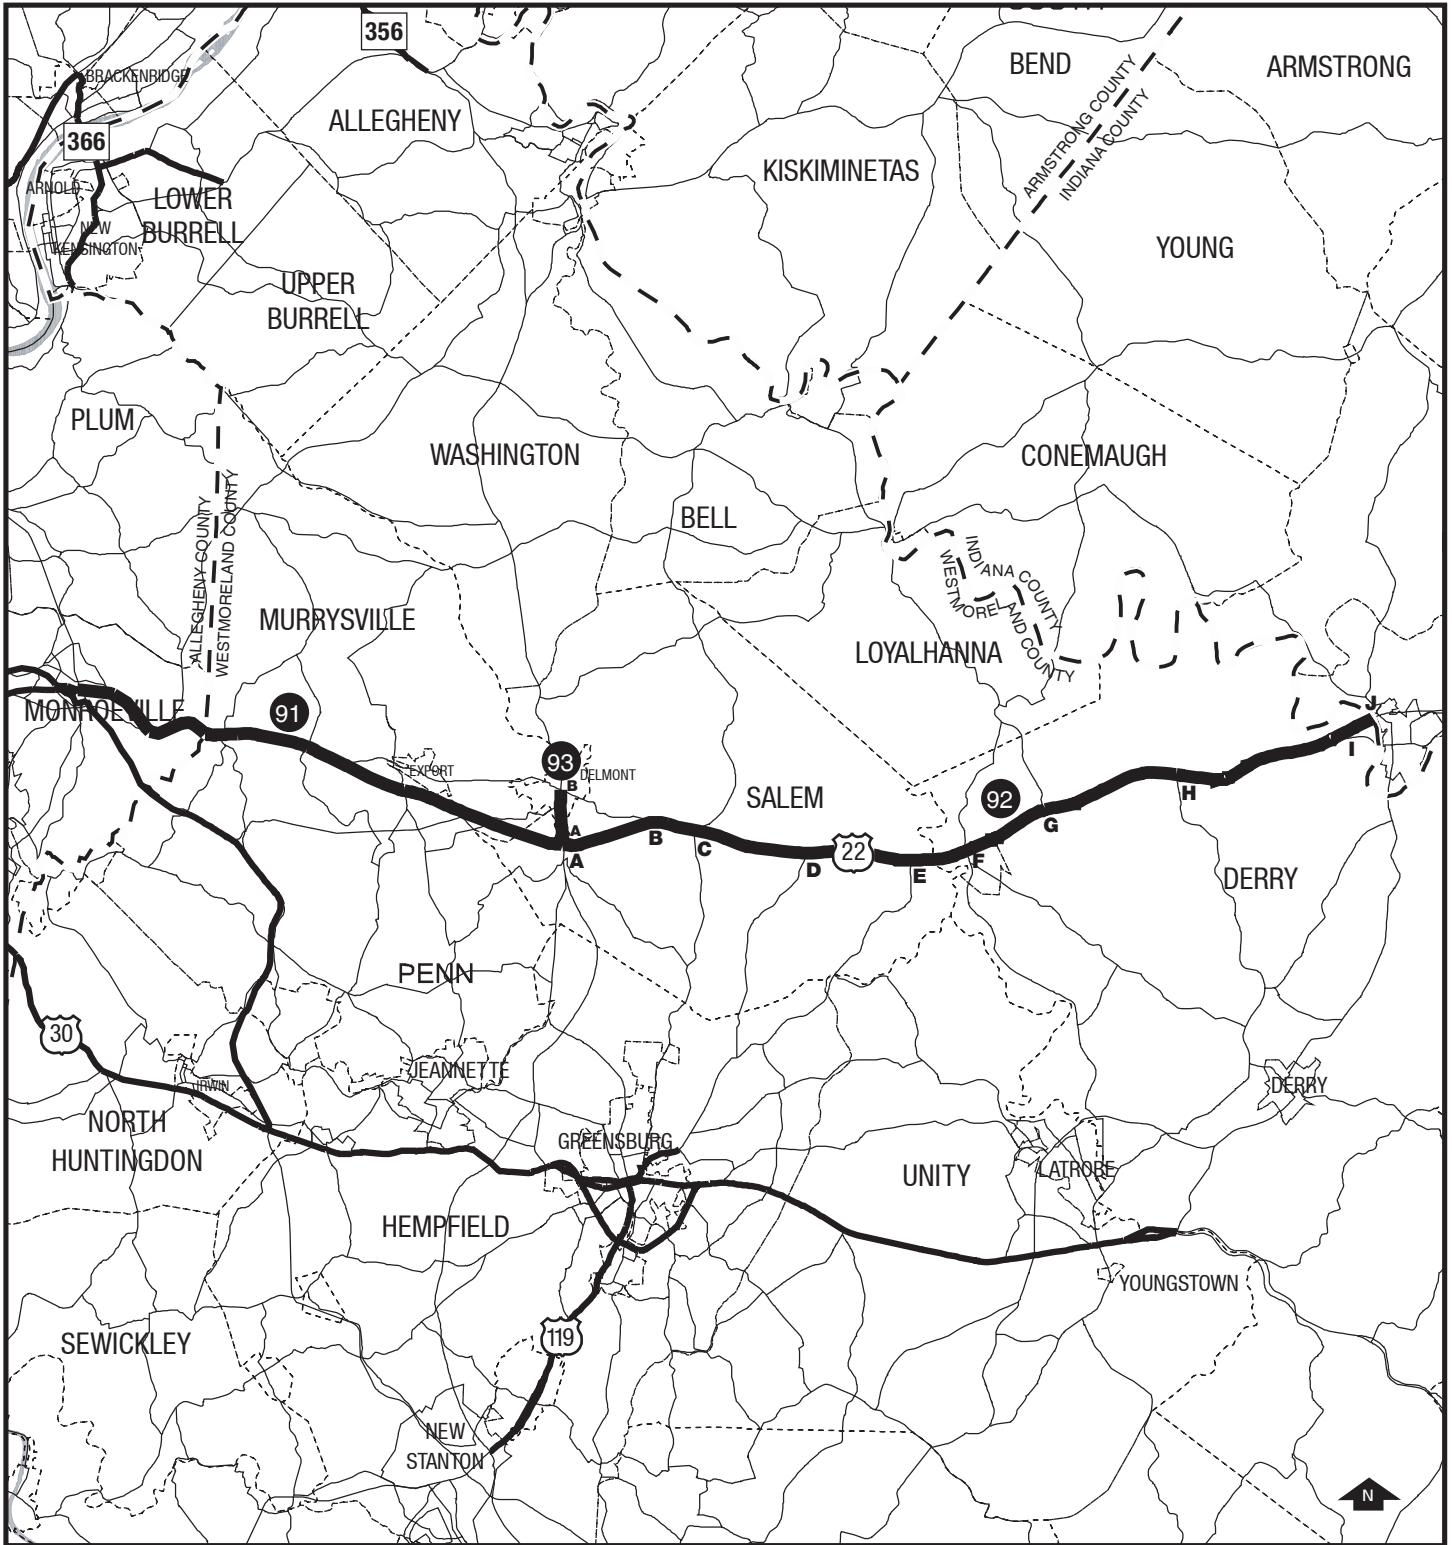 356
BEND
ARMSTRONG
BRACKENRIDGE
ALLEGHENY
366
ARMSTRONG COUNTY
INDIANA COUNTY
KISKIMINETAS
ARNOLD
LOWER
BURRELL
NEW
KENSINGTON
YOUNG
UPPER
BURRELL
PLUM
WASHINGTON
CONEMAUGH
BELL
ALLEGHENY COUNTY
WESTMORELAND COUNTY
INDIANA COUNTY
WESTMORELAND COUNTY
MURRYSVILLE
LOYALHANNA
MONROEVILLE
91
J
I
93
EXPORT
B
DELMONT
SALEM
92
H
A
A
B
C
D
22
E
F
G
DERRY
PENN
30
JEANNETTE
IRWIN
DERRY
NORTH
HUNTINGDON
GREENSBURG
UNITY
LATRORE
HEMPFIELD
YOUNGSTOWN
SEWICKLEY
119
NEW
STANTON
N